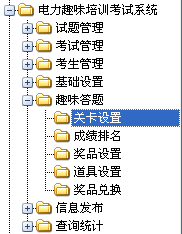 电力趣味培训考试系统
试题管理
考试管理
考生管理
基础设置
趣味答题
关卡设置
成绩排名
奖品设置
道具设置
奖品兑换
信息发布
查询统计